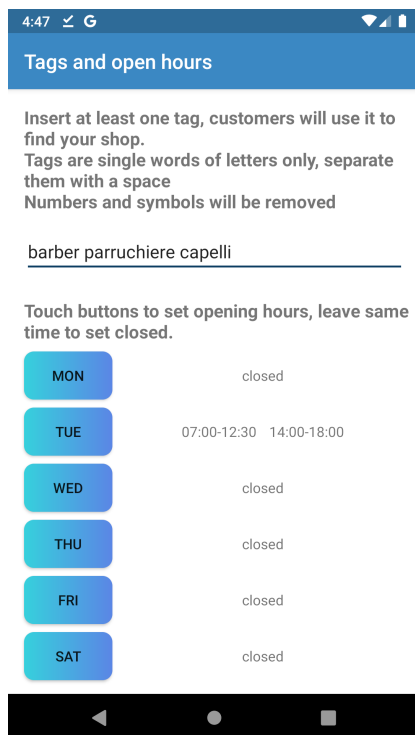 4:47 G
Tags and open hours
Insert at least one tag, customers will use it to
find your shop.
Tags are single words of letters only, separate
them with a space
Numbers and symbols will be removed
barber parruchiere capelli
Touch buttons to set opening hours, leave same
time to set closed.
MON closed
TUE 07:00-12:30 14:00-18:00
WED closed
THU closed
FRI closed
SAT closed